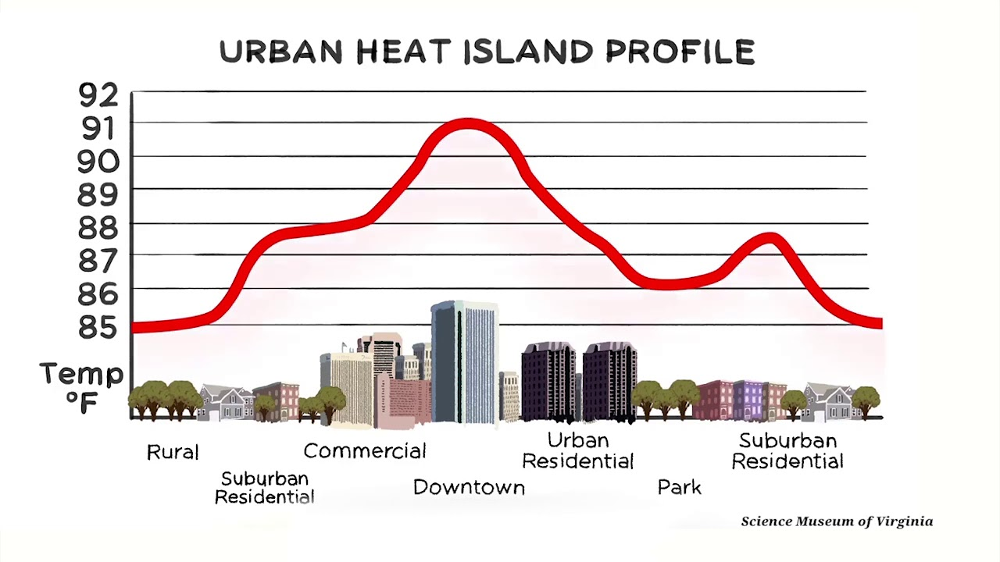 URBAN HEAT ISLAND PROFILE
92
91
90
89
88
87
86
85
Temp
°F
Rural
Suburban
Residential
Commercial
Downtown
Urban
Residential
Park
Suburban
Residential
Science Museum of Virginia